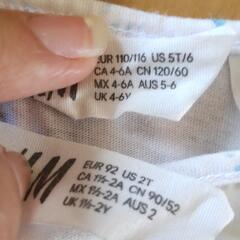 EUR 110/116 US 5T/6
CA 4-6A CN 120/60
MX 4-6A AUS 5-6
UK 4-6Y
EUR 92 US 2T
CA 1½-2A CN 90/52
MX 1½-2A AUS 2
UK 1½-2Y